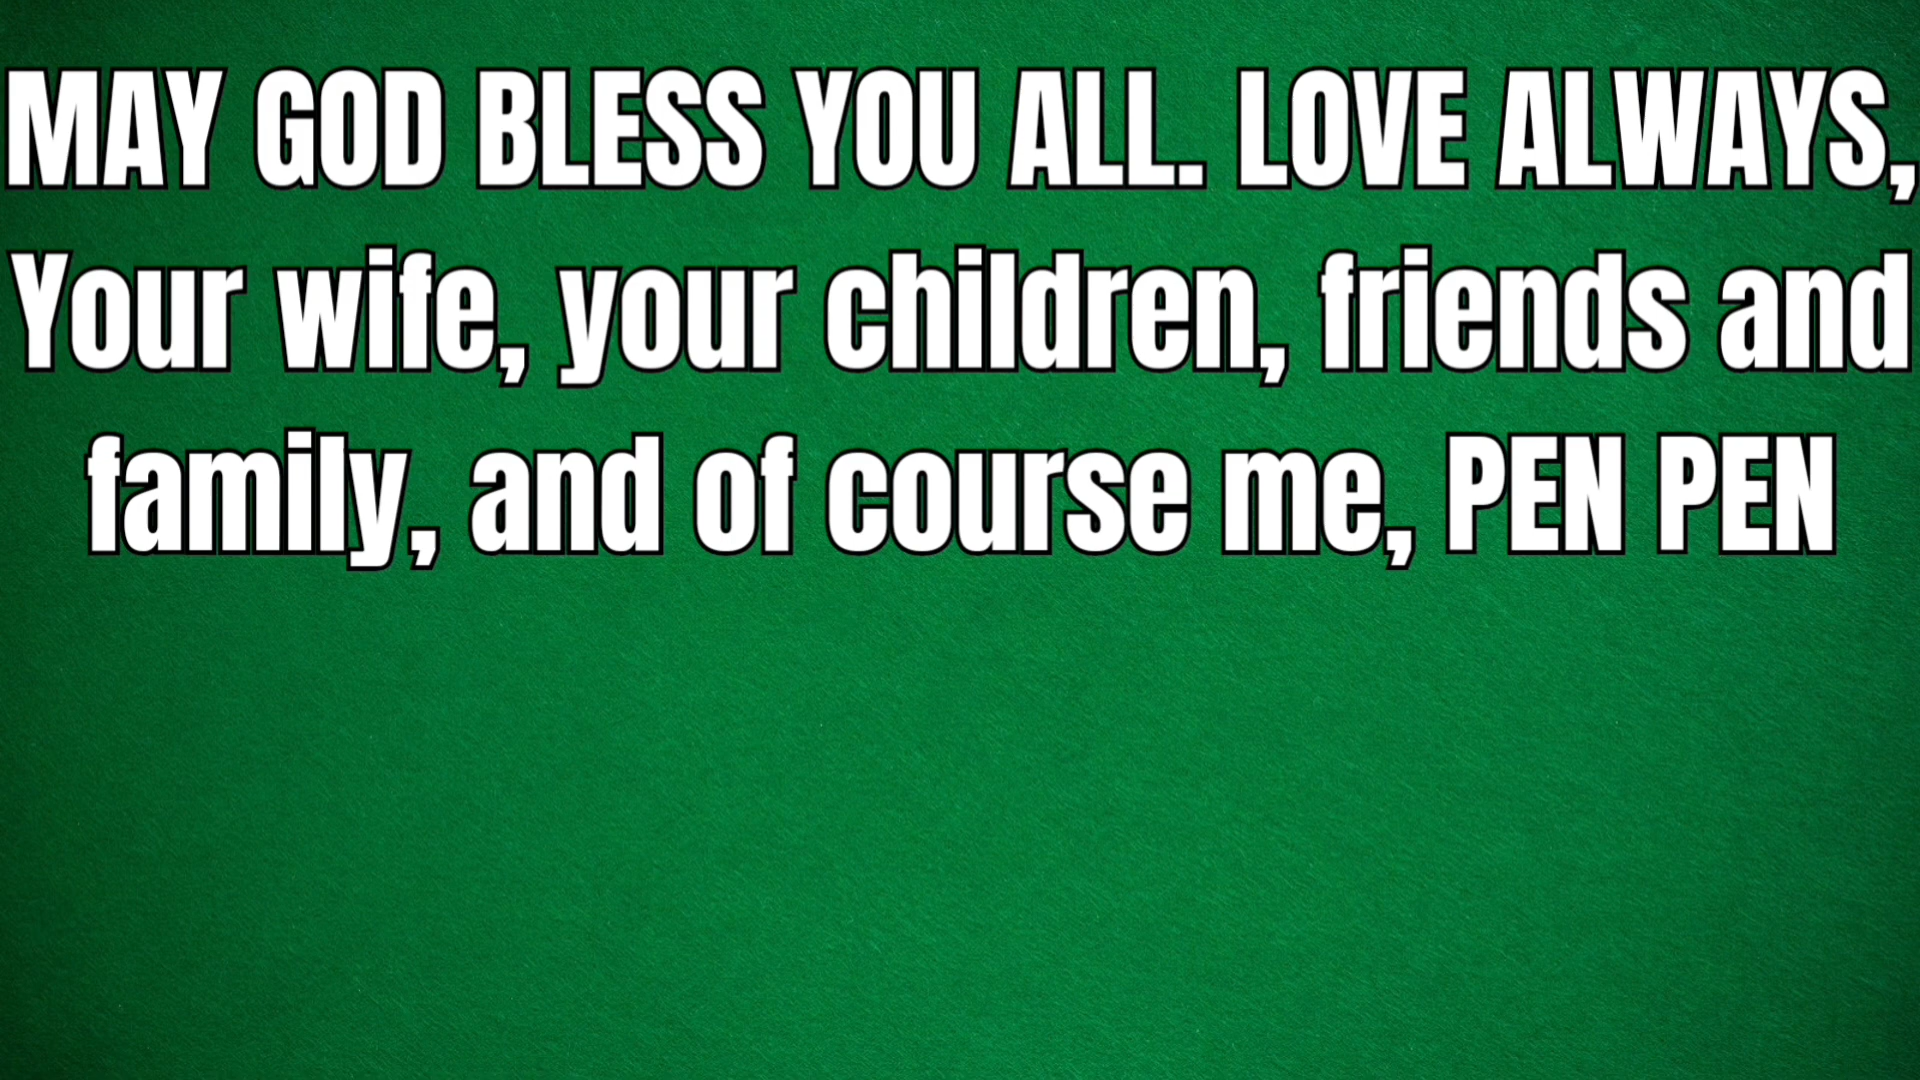 MAY GOD BLESS YOU ALL. LOVE ALWAYS,
Your wife, your children, friends and
family, and of course me, PEN PEN